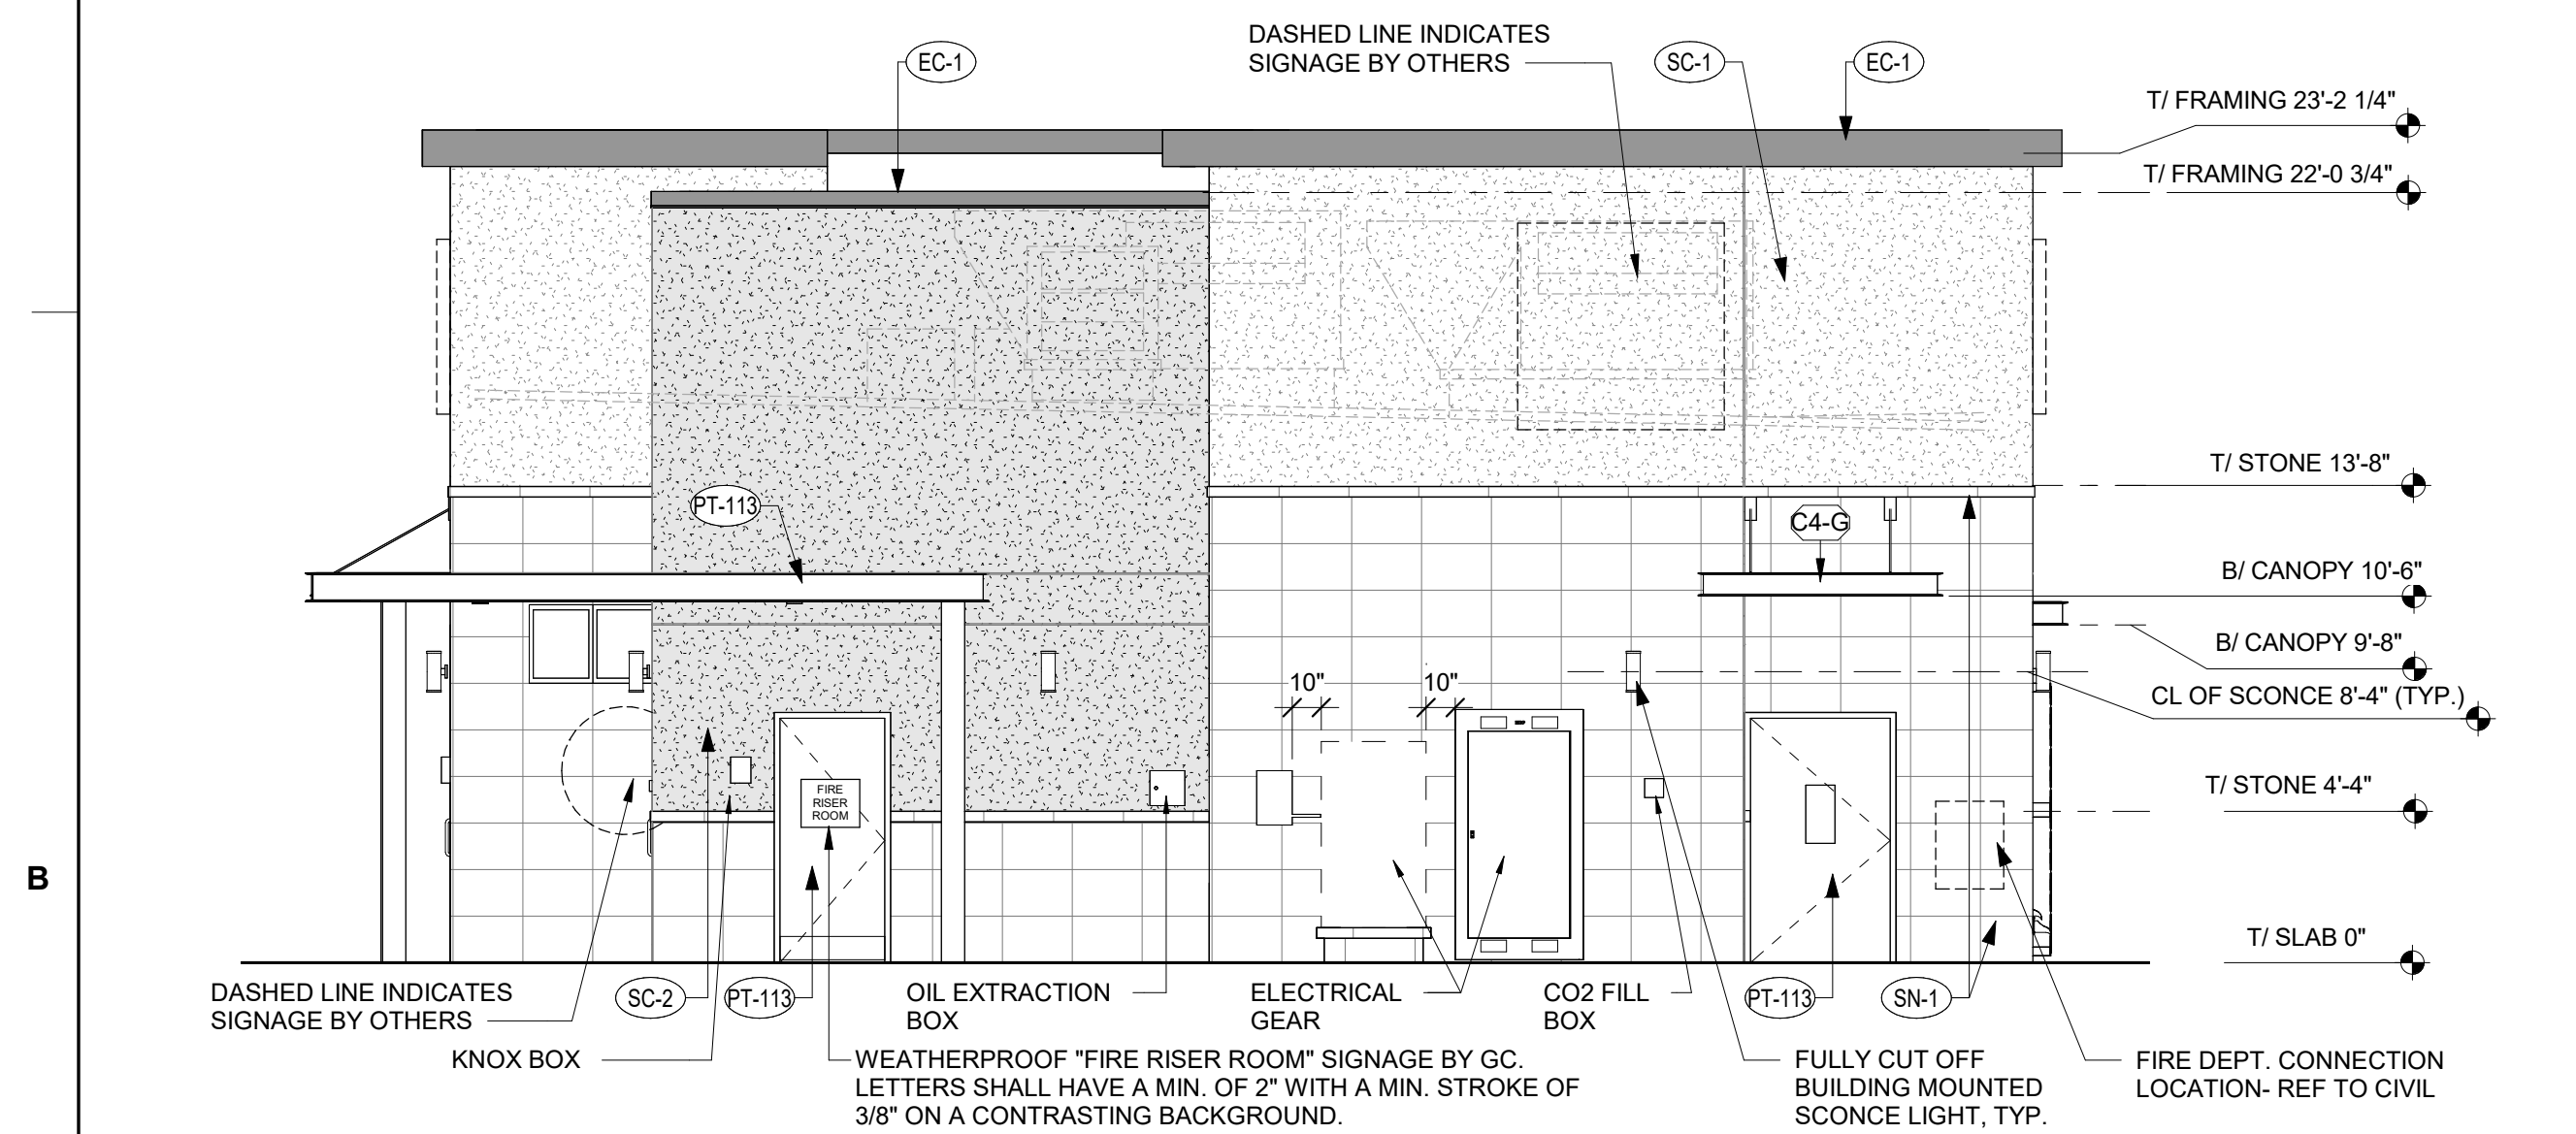 DASHED LINE INDICATES
SIGNAGE BY OTHERS
EC-1
SC-1
EC-1
T/ FRAMING 23'-2 1/4"
T/ FRAMING 22'-0 3/4"
T/ STONE 13'-8"
PT-113
C4-G
B/ CANOPY 10'-6"
B/ CANOPY 9'-8"
10"
10"
CL OF SCONCE 8'-4" (TYP.)
FIRE
RISER
ROOM
T/ STONE 4'-4"
B
T/ SLAB 0"
DASHED LINE INDICATES
SIGNAGE BY OTHERS
SC-2
PT-113
OIL EXTRACTION
BOX
ELECTRICAL
GEAR
CO2 FILL
BOX
PT-113
SN-1
KNOX BOX
WEATHERPROOF "FIRE RISER ROOM" SIGNAGE BY GC.
LETTERS SHALL HAVE A MIN. OF 2" WITH A MIN. STROKE OF
3/8" ON A CONTRASTING BACKGROUND.
FULLY CUT OFF
BUILDING MOUNTED
SCONCE LIGHT, TYP.
FIRE DEPT. CONNECTION
LOCATION- REF TO CIVIL